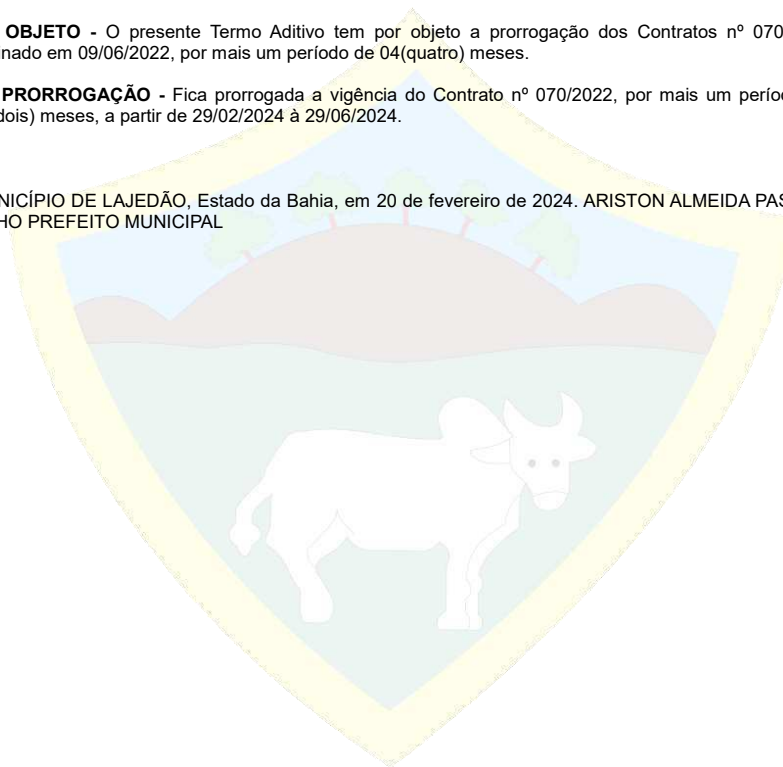 OBJETO - O presente Termo Aditivo tem por objeto a prorrogação dos Contratos nº 070
nado em 09/06/2022, por mais um período de 04(quatro) meses.
PRORROGAÇÃO - Fica prorrogada a vigência do Contrato nº 070/2022, por mais um períod
dois) meses, a partir de 29/02/2024 à 29/06/2024.
NICÍPIO DE LAJEDÃO, Estado da Bahia, em 20 de fevereiro de 2024. ARISTON ALMEIDA PAS
HO PREFEITO MUNICIPAL